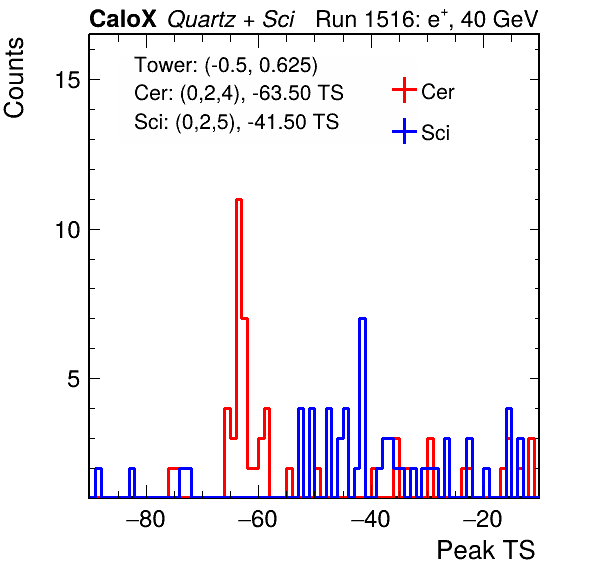 CaloX Quartz + Sci Run 1516: e⁺, 40 GeV
Counts
Tower: (-0.5, 0.625)
Cer: (0,2,4), -63.50 TS
Sci: (0,2,5), -41.50 TS
Cer
Sci
15
10
5
−80 −60 −40 −20
Peak TS